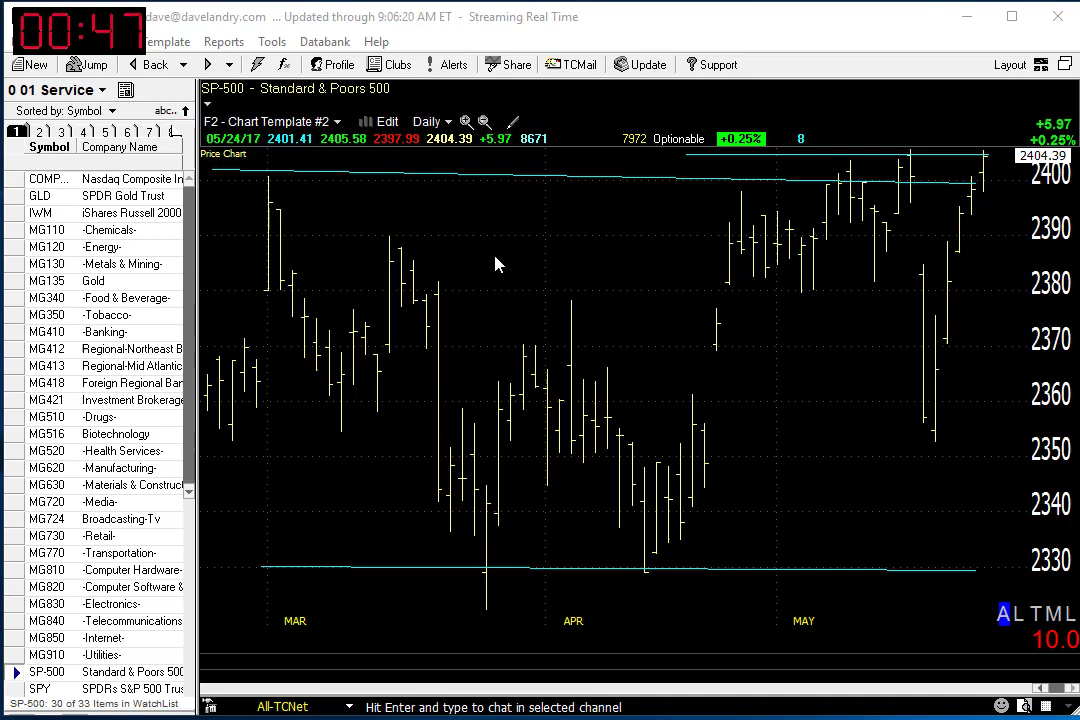 00:47
dave@davelandry.com ... Updated through 9:06:20 AM ET - Streaming Real Time
emplate Reports Tools Databank Help
New Jump Back Profile Clubs Alerts Share TCMail Update Support Layout
0 01 Service
Sorted by: Symbol abc..
1 2 3 4 5 6 7
Symbol Company Name
COMP... Nasdaq Composite In
GLD SPDR Gold Trust
IWM iShares Russell 2000
MG110 -Chemicals-
MG120 -Energy-
MG130 -Metals & Mining-
MG135 Gold
MG340 -Food & Beverage-
MG350 -Tobacco-
MG410 -Banking-
MG412 Regional-Northeast B
MG413 Regional-Mid Atlantic
MG418 Foreign Regional Ban
MG421 Investment Brokerage
MG510 -Drugs-
MG516 Biotechnology
MG520 -Health Services-
MG620 -Manufacturing-
MG630 -Materials & Construc
MG720 -Media-
MG724 Broadcasting-Tv
MG730 -Retail-
MG770 -Transportation-
MG810 -Computer Hardware-
MG820 -Computer Software &
MG830 -Electronics-
MG840 -Telecommunications
MG850 -Internet-
MG910 -Utilities-
SP-500 Standard & Poors 500
SPY SPDRs S&P 500 Trus
SP-500: 30 of 33 Items in WatchList
SP-500 - Standard & Poors 500
F2 - Chart Template #2 Edit Daily
05/24/17 2401.41 2405.58 2397.99 2404.39 +5.97 8671 7972 Optionable +0.25% 8
+5.97
+0.25%
Price Chart
2404.39
2400
2390
2380
2370
2360
2350
2340
2330
MAR APR MAY
A L T M L
10.0
All-TCNet Hit Enter and type to chat in selected channel